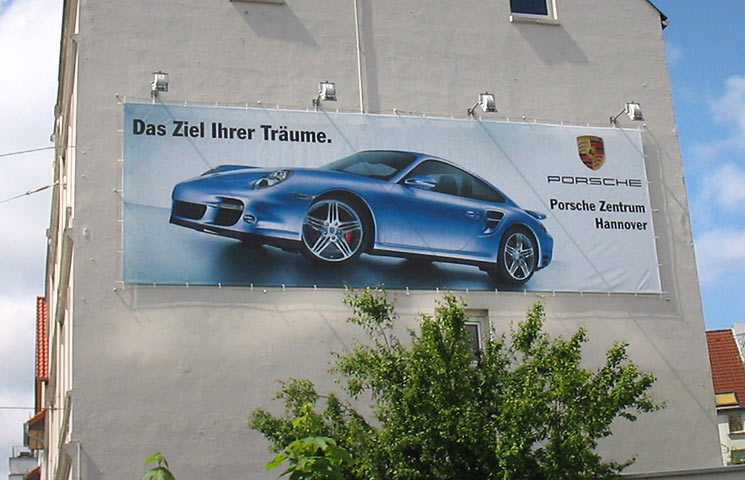 Das Ziel Ihrer Träume.
PORSCHE
Porsche Zentrum
Hannover